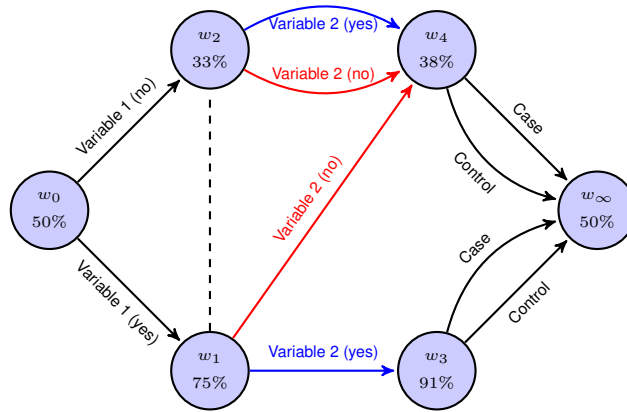 w₂
33%
Variable 2 (yes)
Variable 2 (no)
w₄
38%
Variable 1 (no)
Case
Control
w₀
50%
Variable 2 (no)
w∞
50%
Variable 1 (yes)
Case
Control
w₁
75%
Variable 2 (yes)
w₃
91%